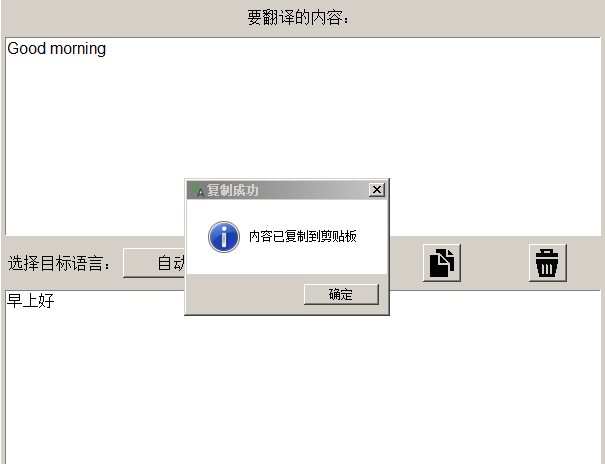 要翻译的内容：
Good morning
复制成功
内容已复制到剪贴板
选择目标语言：
自动
确定
早上好